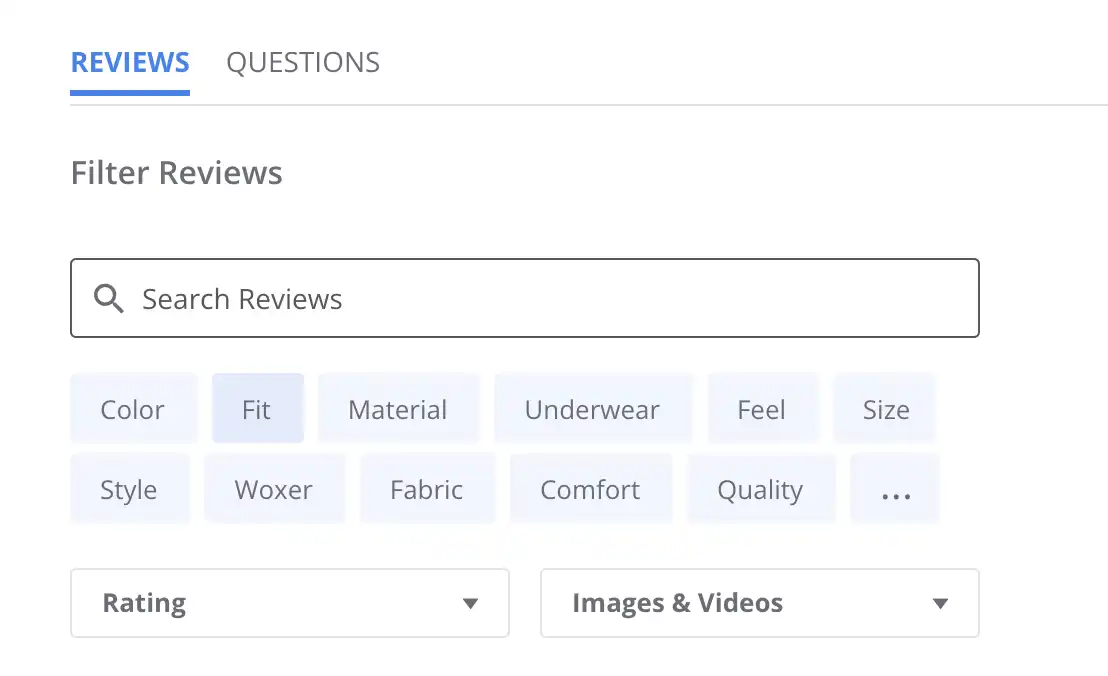 REVIEWS QUESTIONS
Filter Reviews
Search Reviews
Color Fit Material Underwear Feel Size
Style Woxer Fabric Comfort Quality ...
Rating Images & Videos